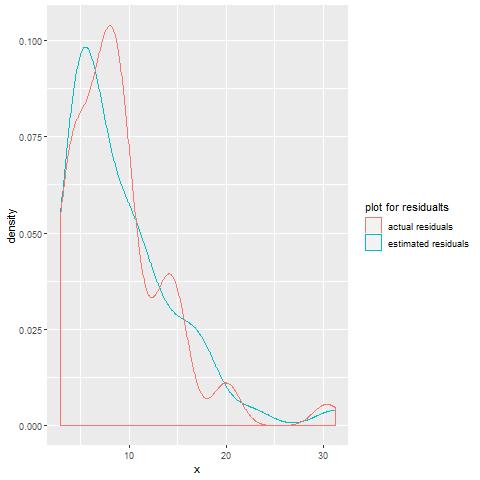 0.100
0.075
0.050
0.025
0.000
density
10
20
30
x
plot for residualts
actual residuals
estimated residuals